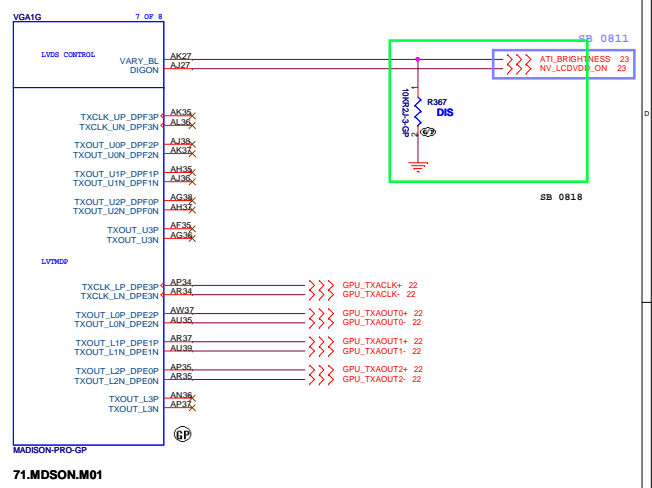 VGA1G 7 OF 8
SB 0811
LVDS CONTROL
VARY_BL AK27 ATI_BRIGHTNESS 23
DIGON AJ27 NV_LCDVDD_ON 23
D
1
R367
10KR2J-3-GP
DIS
2
SB 0818
TXCLK_UP_DPF3P AK35
TXCLK_UN_DPF3N AL36
TXOUT_U0P_DPF2P AJ38
TXOUT_U0N_DPF2N AK37
TXOUT_U1P_DPF1P AH35
TXOUT_U1N_DPF1N AJ36
TXOUT_U2P_DPF0P AG38
TXOUT_U2N_DPF0N AH37
TXOUT_U3P AF35
TXOUT_U3N AG36
LVTMDP
TXCLK_LP_DPE3P AP34 GPU_TXACLK+ 22
TXCLK_LN_DPE3N AR34 GPU_TXACLK- 22
TXOUT_L0P_DPE2P AW37 GPU_TXAOUT0+ 22
TXOUT_L0N_DPE2N AU35 GPU_TXAOUT0- 22
TXOUT_L1P_DPE1P AR37 GPU_TXAOUT1+ 22
TXOUT_L1N_DPE1N AU39 GPU_TXAOUT1- 22
TXOUT_L2P_DPE0P AP35 GPU_TXAOUT2+ 22
TXOUT_L2N_DPE0N AR35 GPU_TXAOUT2- 22
TXOUT_L3P AN36
TXOUT_L3N AP37
GP
MADISON-PRO-GP
71.MDSON.M01